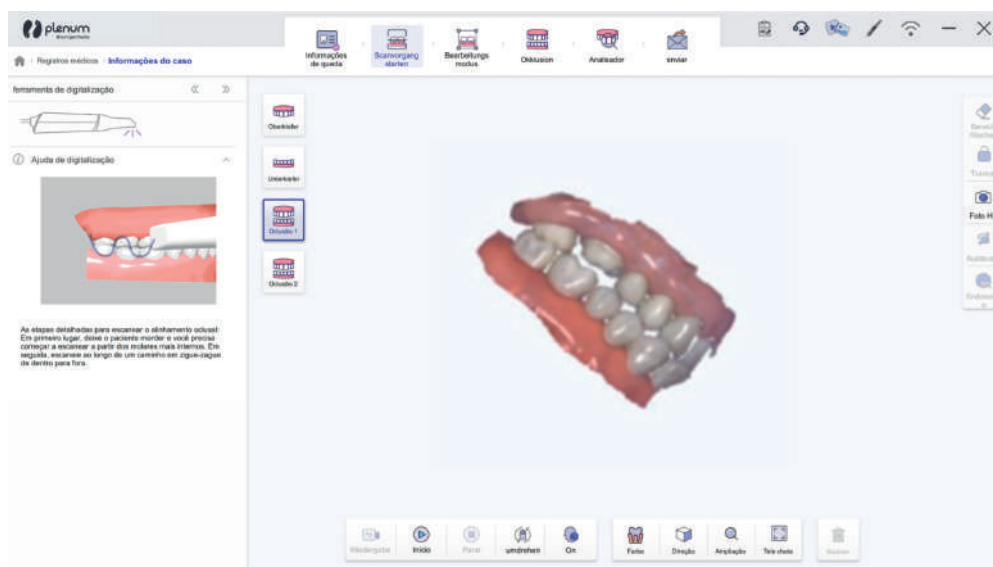 plenum
Informações
de queda
Scanvorgang
starten
Bearbeitungs
modus
Okklusion
Analisador
enviar
Registros médicos
Informações do caso
ferramenta de digitalização
Ajuda de digitalização
As etapas detalhadas para escanear o alinhamento oclusal:
Em primeiro lugar, deixe o paciente morder e você precisa
começar a escanear a partir dos molares mais internos. Em
seguida, escaneie ao longo de um caminho em zigue-zague
de dentro para fora.
Oberkiefer
Unterkiefer
Oclusão 1
Oclusão 2
Foto H
Wiedergabe
Início
Parar
umdrehen
On
Farbe
Direção
Ampliação
Tela cheia